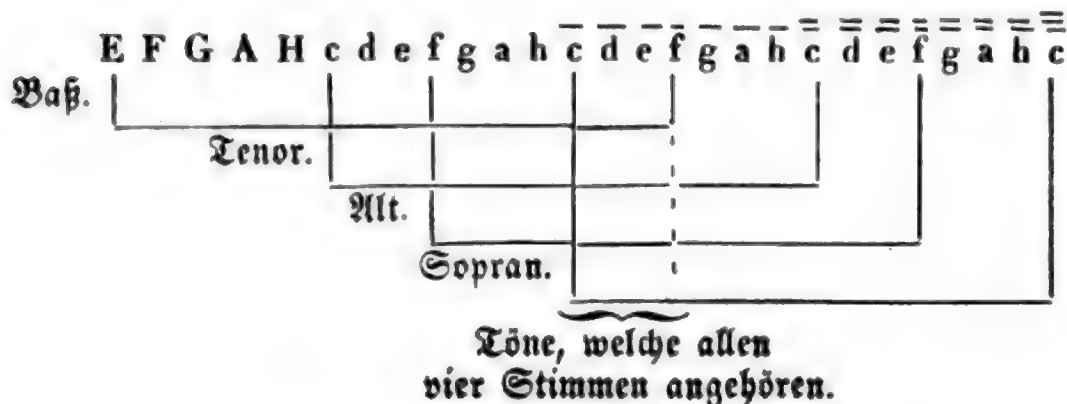 E F G A H c d e f g a h c̅ d̅ e̅ f̅ g̅ a̅ h̅ c̿ d̿ e̿ f̿ g̿ a̿ h̿ c̿̅
Baß.
Tenor.
Alt.
Sopran.
Töne, welche allen
vier Stimmen angehören.